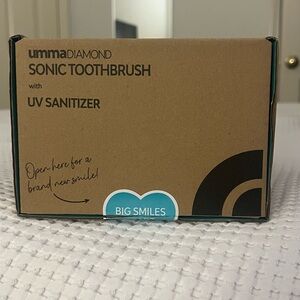 ummaDIAMOND
SONIC TOOTHBRUSH
with
UV SANITIZER
Open here for a
brand new smile!
BIG SMILES